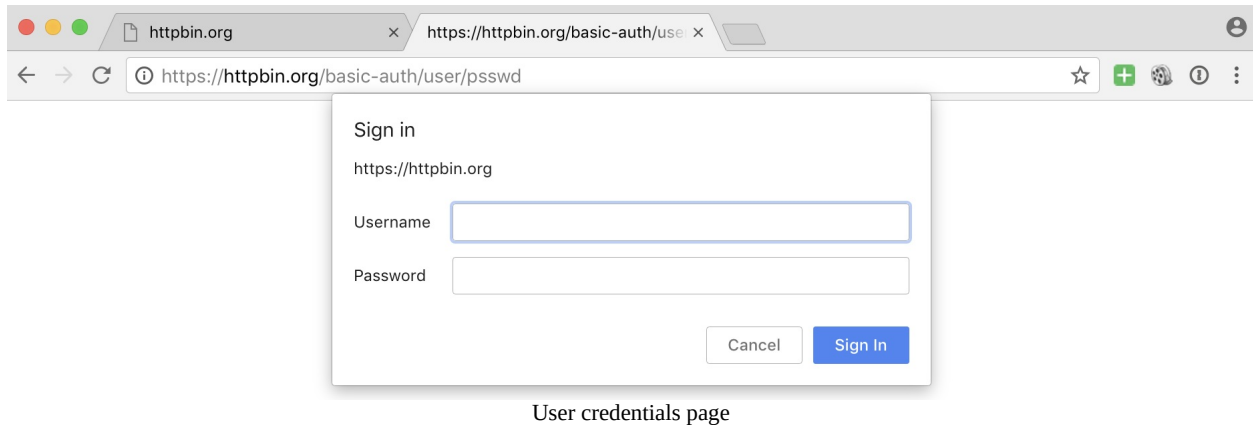 httpbin.org
https://httpbin.org/basic-auth/use
https://httpbin.org/basic-auth/user/psswd
Sign in
https://httpbin.org
Username
Password
Cancel Sign In
User credentials page